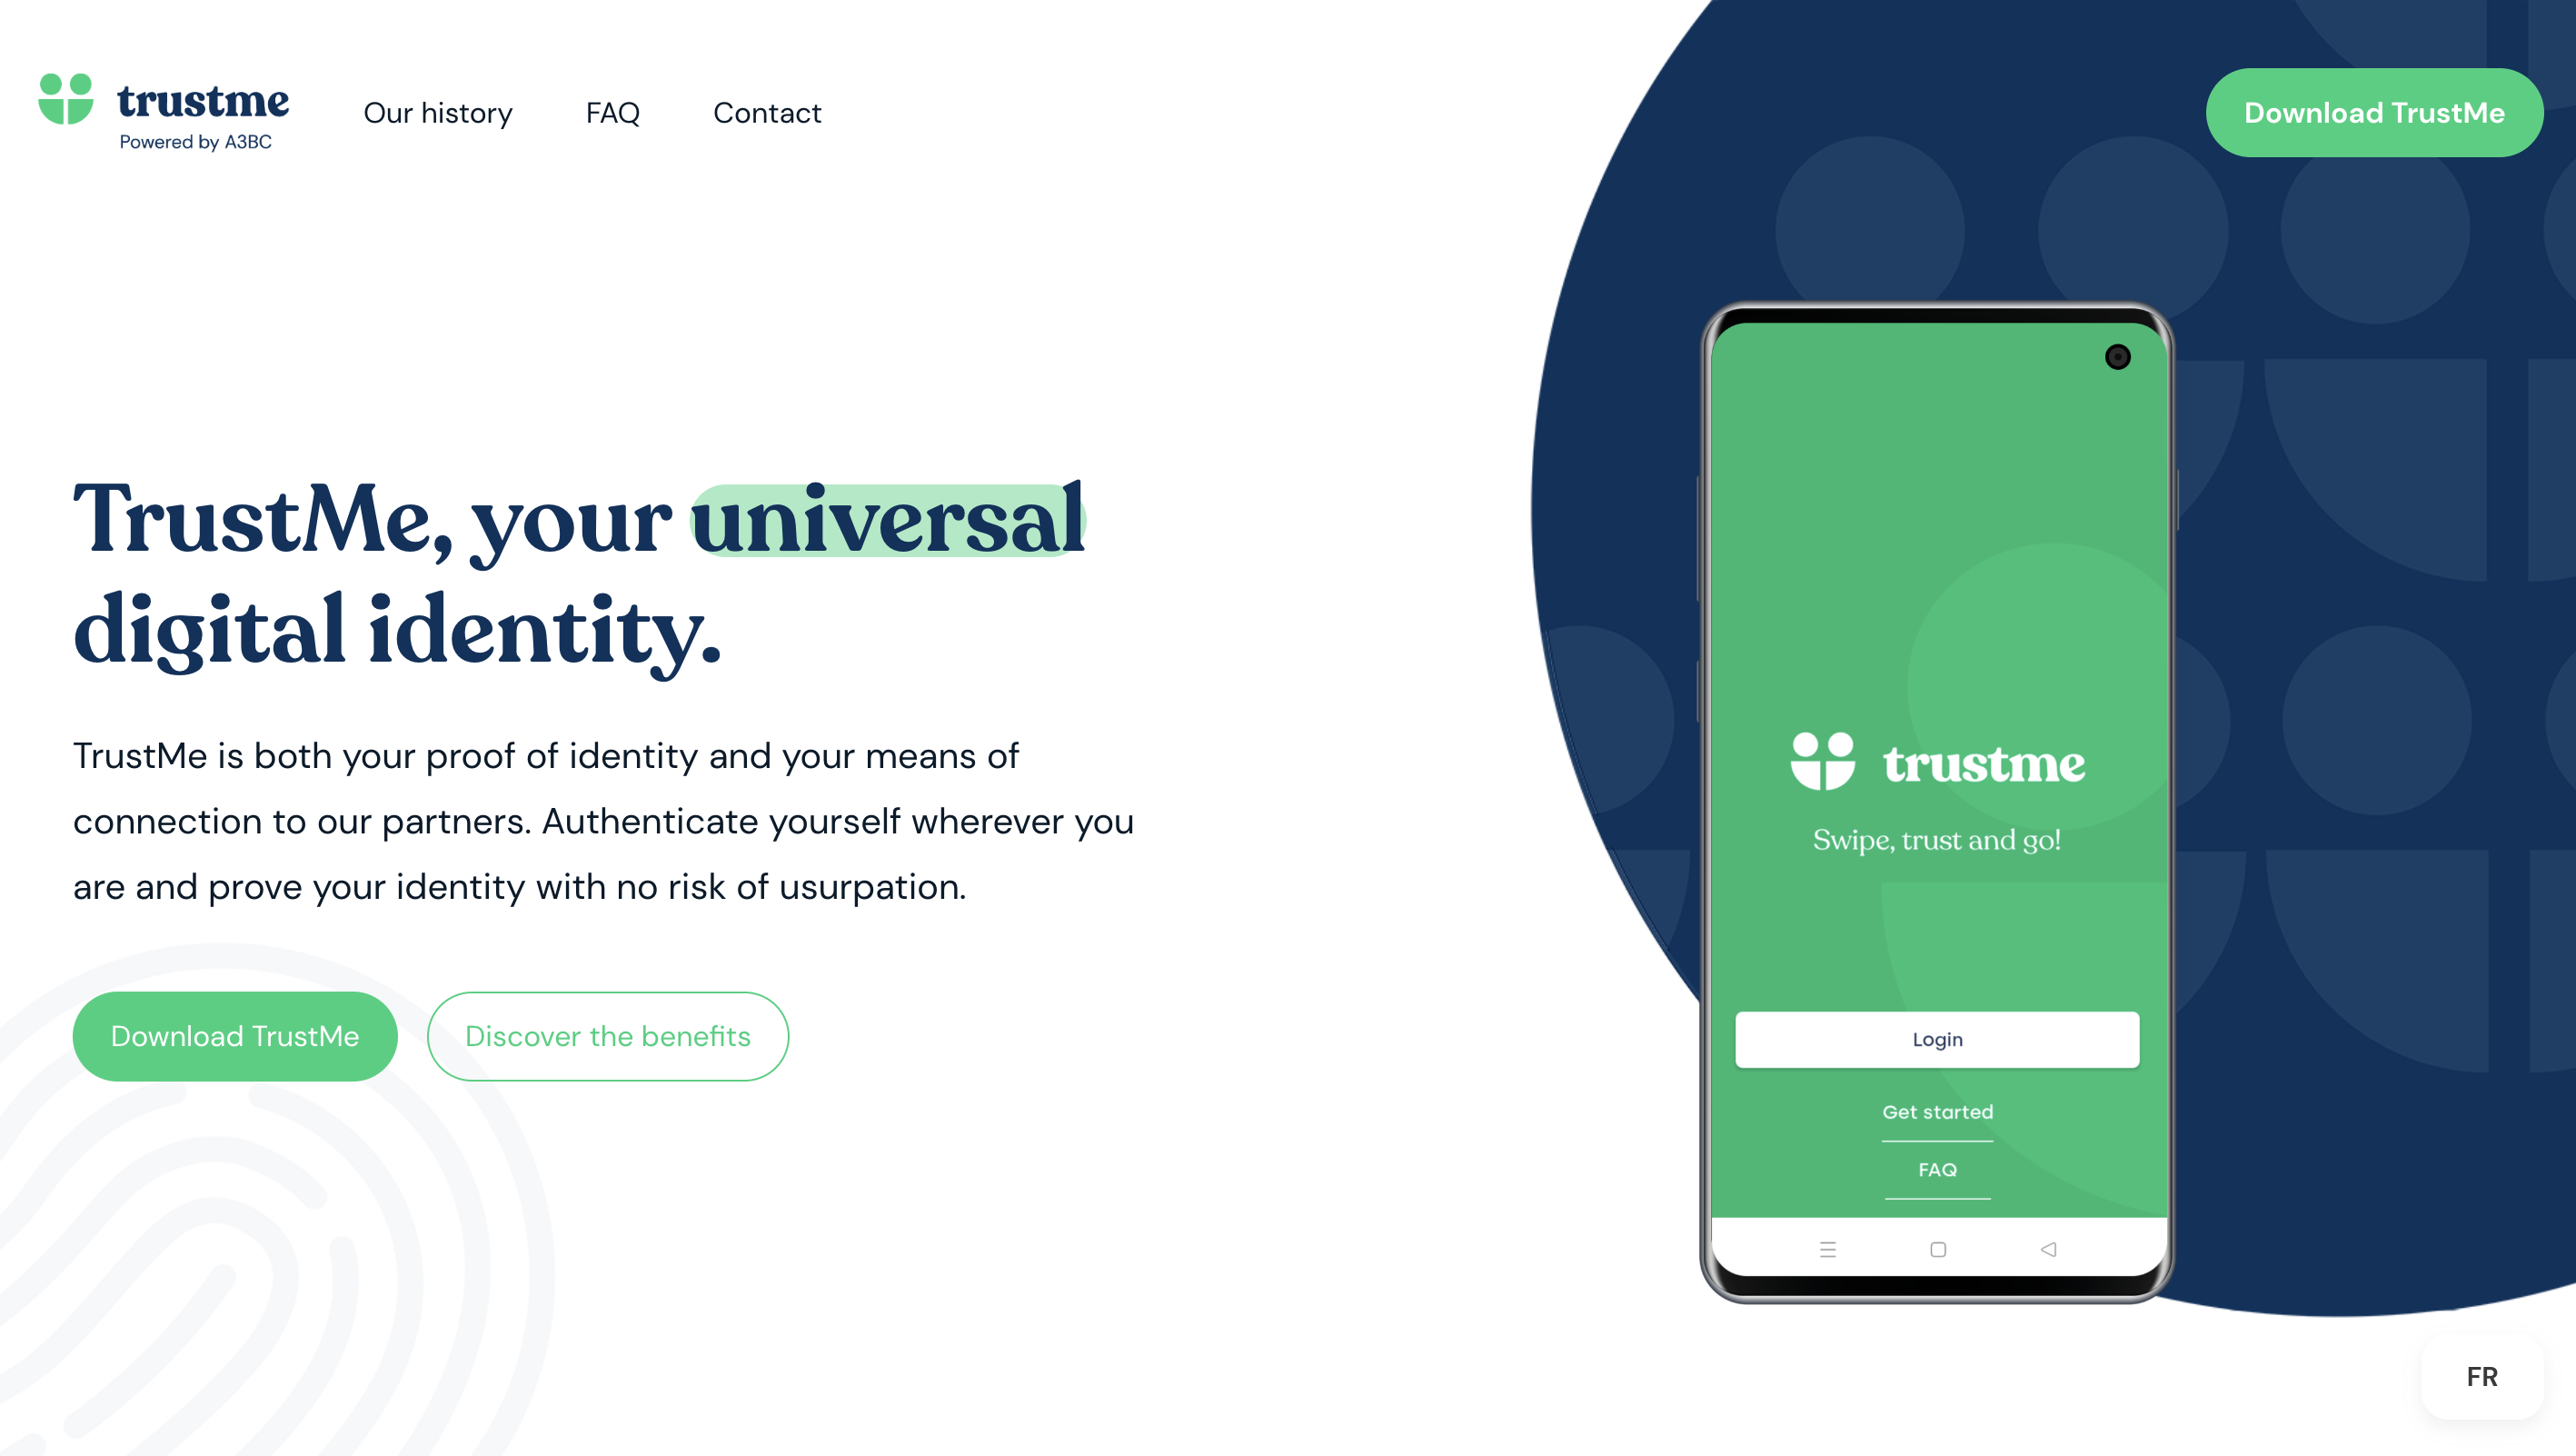 trustme
Powered by A3BC
Our history
FAQ
Contact
Download TrustMe
TrustMe, your universal
digital identity.
TrustMe is both your proof of identity and your means of
connection to our partners. Authenticate yourself wherever you
are and prove your identity with no risk of usurpation.
Download TrustMe
Discover the benefits
trustme
Swipe, trust and go!
Login
Get started
FAQ
FR